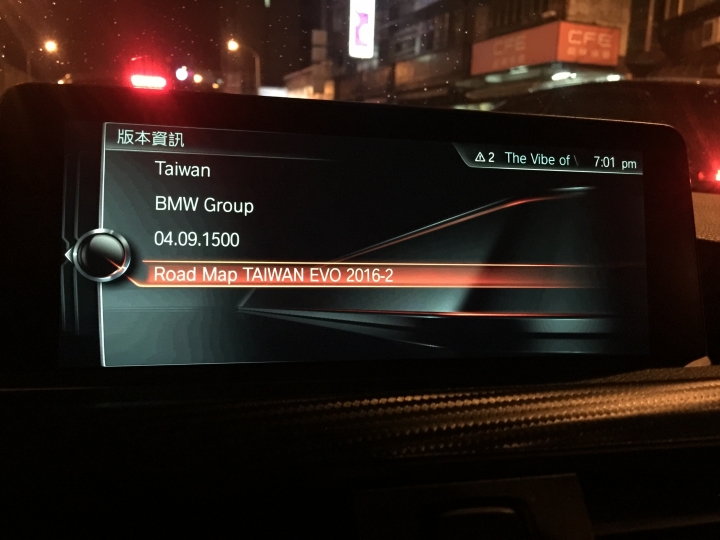 版本資訊
2 The Vibe of 7:01 pm
Taiwan
BMW Group
04.09.1500
Road Map TAIWAN EVO 2016-2
CFE